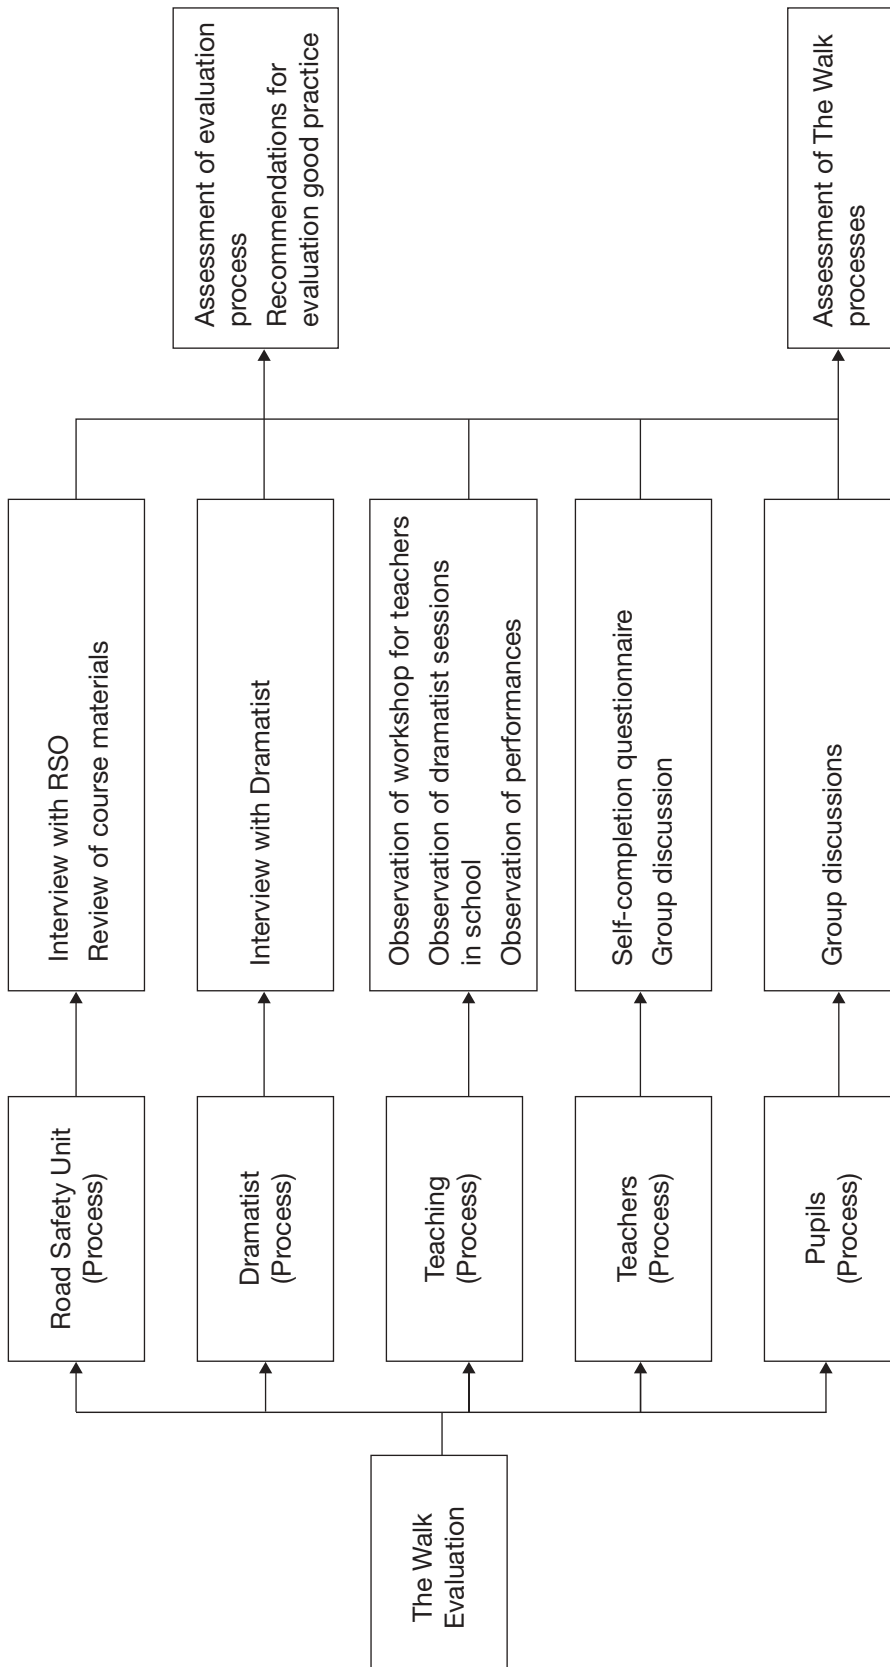 The Walk
Evaluation
Road Safety Unit
(Process)
Dramatist
(Process)
Teaching
(Process)
Teachers
(Process)
Pupils
(Process)
Interview with RSO
Review of course materials
Interview with Dramatist
Observation of workshop for teachers
Observation of dramatist sessions
in school
Observation of performances
Self-completion questionnaire
Group discussion
Group discussions
Assessment of evaluation
process
Recommendations for
evaluation good practice
Assessment of The Walk
processes